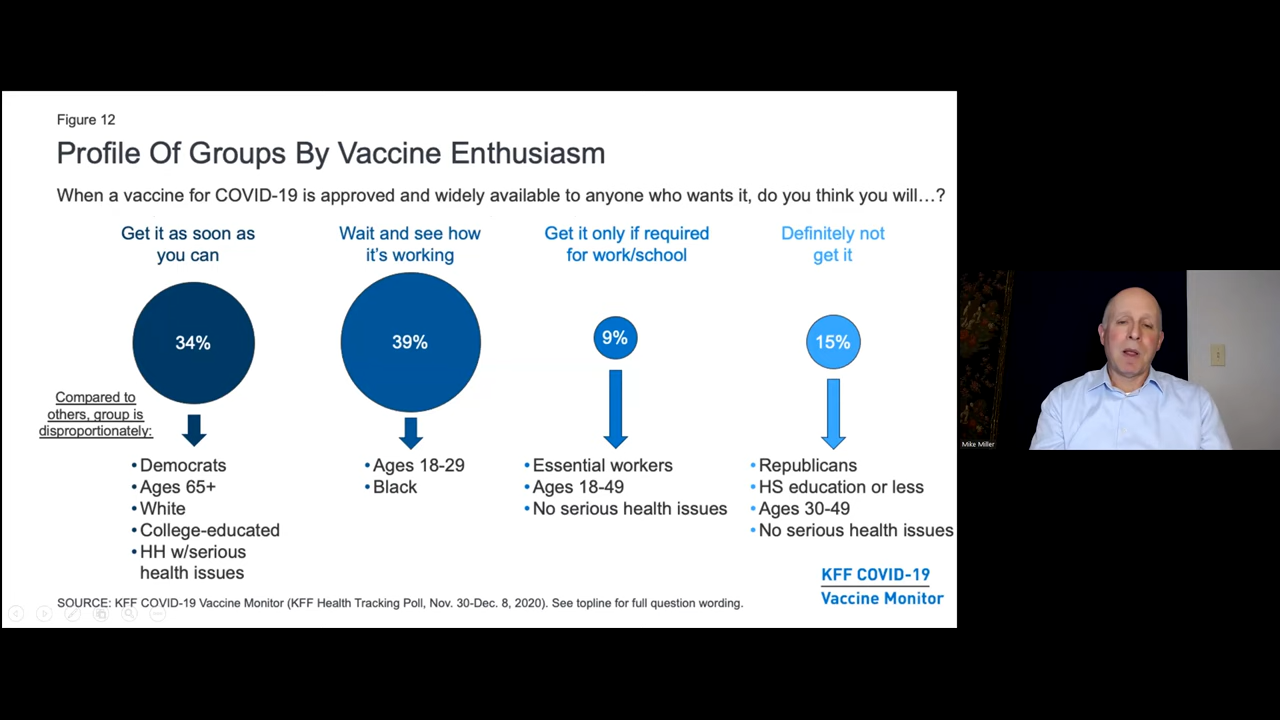 Figure 12
Profile Of Groups By Vaccine Enthusiasm
When a vaccine for COVID-19 is approved and widely available to anyone who wants it, do you think you will…?
Get it as soon as
you can
34%
Wait and see how
it's working
39%
Get it only if required
for work/school
9%
Definitely not
get it
15%
Compared to
others, group is
disproportionately:
•Democrats
•Ages 65+
•White
•College-educated
•HH w/serious
health issues
•Ages 18-29
•Black
•Essential workers
•Ages 18-49
•No serious health issues
•Republicans
•HS education or less
•Ages 30-49
•No serious health issues
KFF COVID-19
Vaccine Monitor
SOURCE: KFF COVID-19 Vaccine Monitor (KFF Health Tracking Poll, Nov. 30-Dec. 8, 2020). See topline for full question wording.
Mike Miller